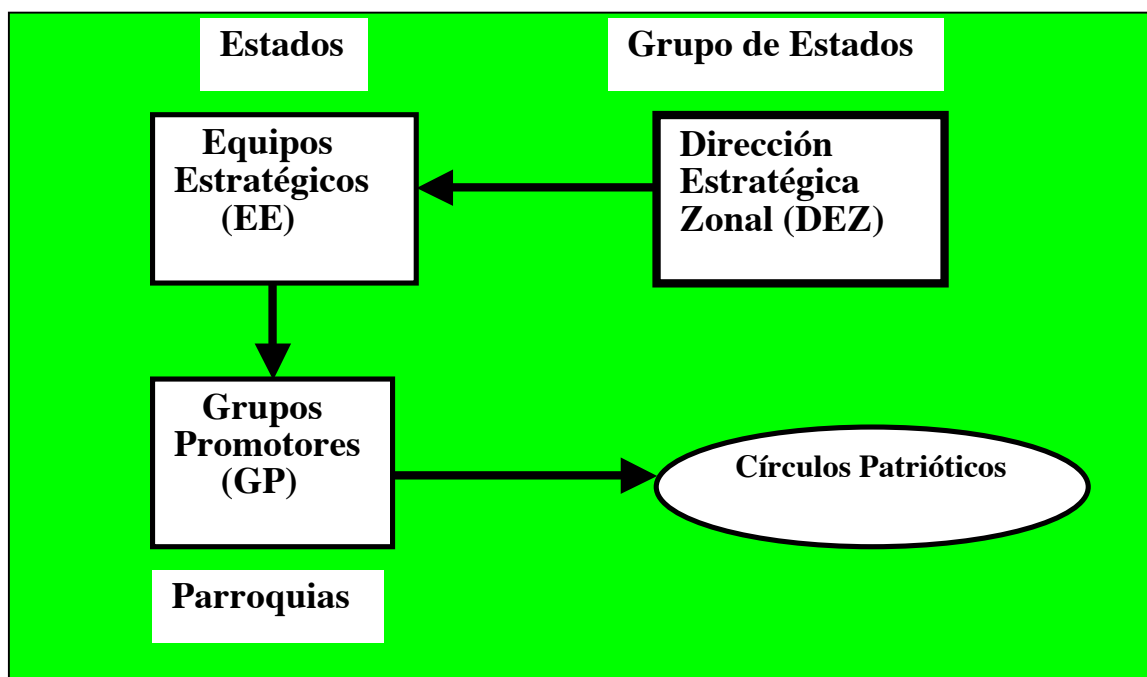 Estados
Grupo de Estados
Equipos
Estratégicos
(EE)
Dirección
Estratégica
Zonal (DEZ)
Grupos
Promotores
(GP)
Círculos Patrióticos
Parroquias